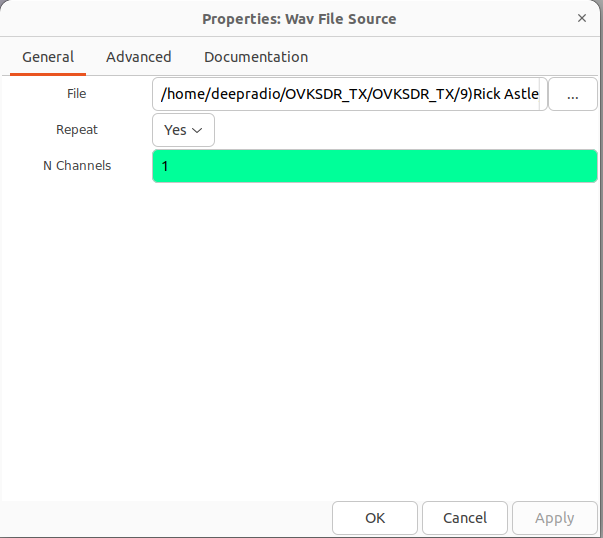 Properties: Wav File Source
General Advanced Documentation
File /home/deepradio/OVKSDR_TX/OVKSDR_TX/9)Rick Astle ...
Repeat Yes
N Channels 1
OK Cancel Apply